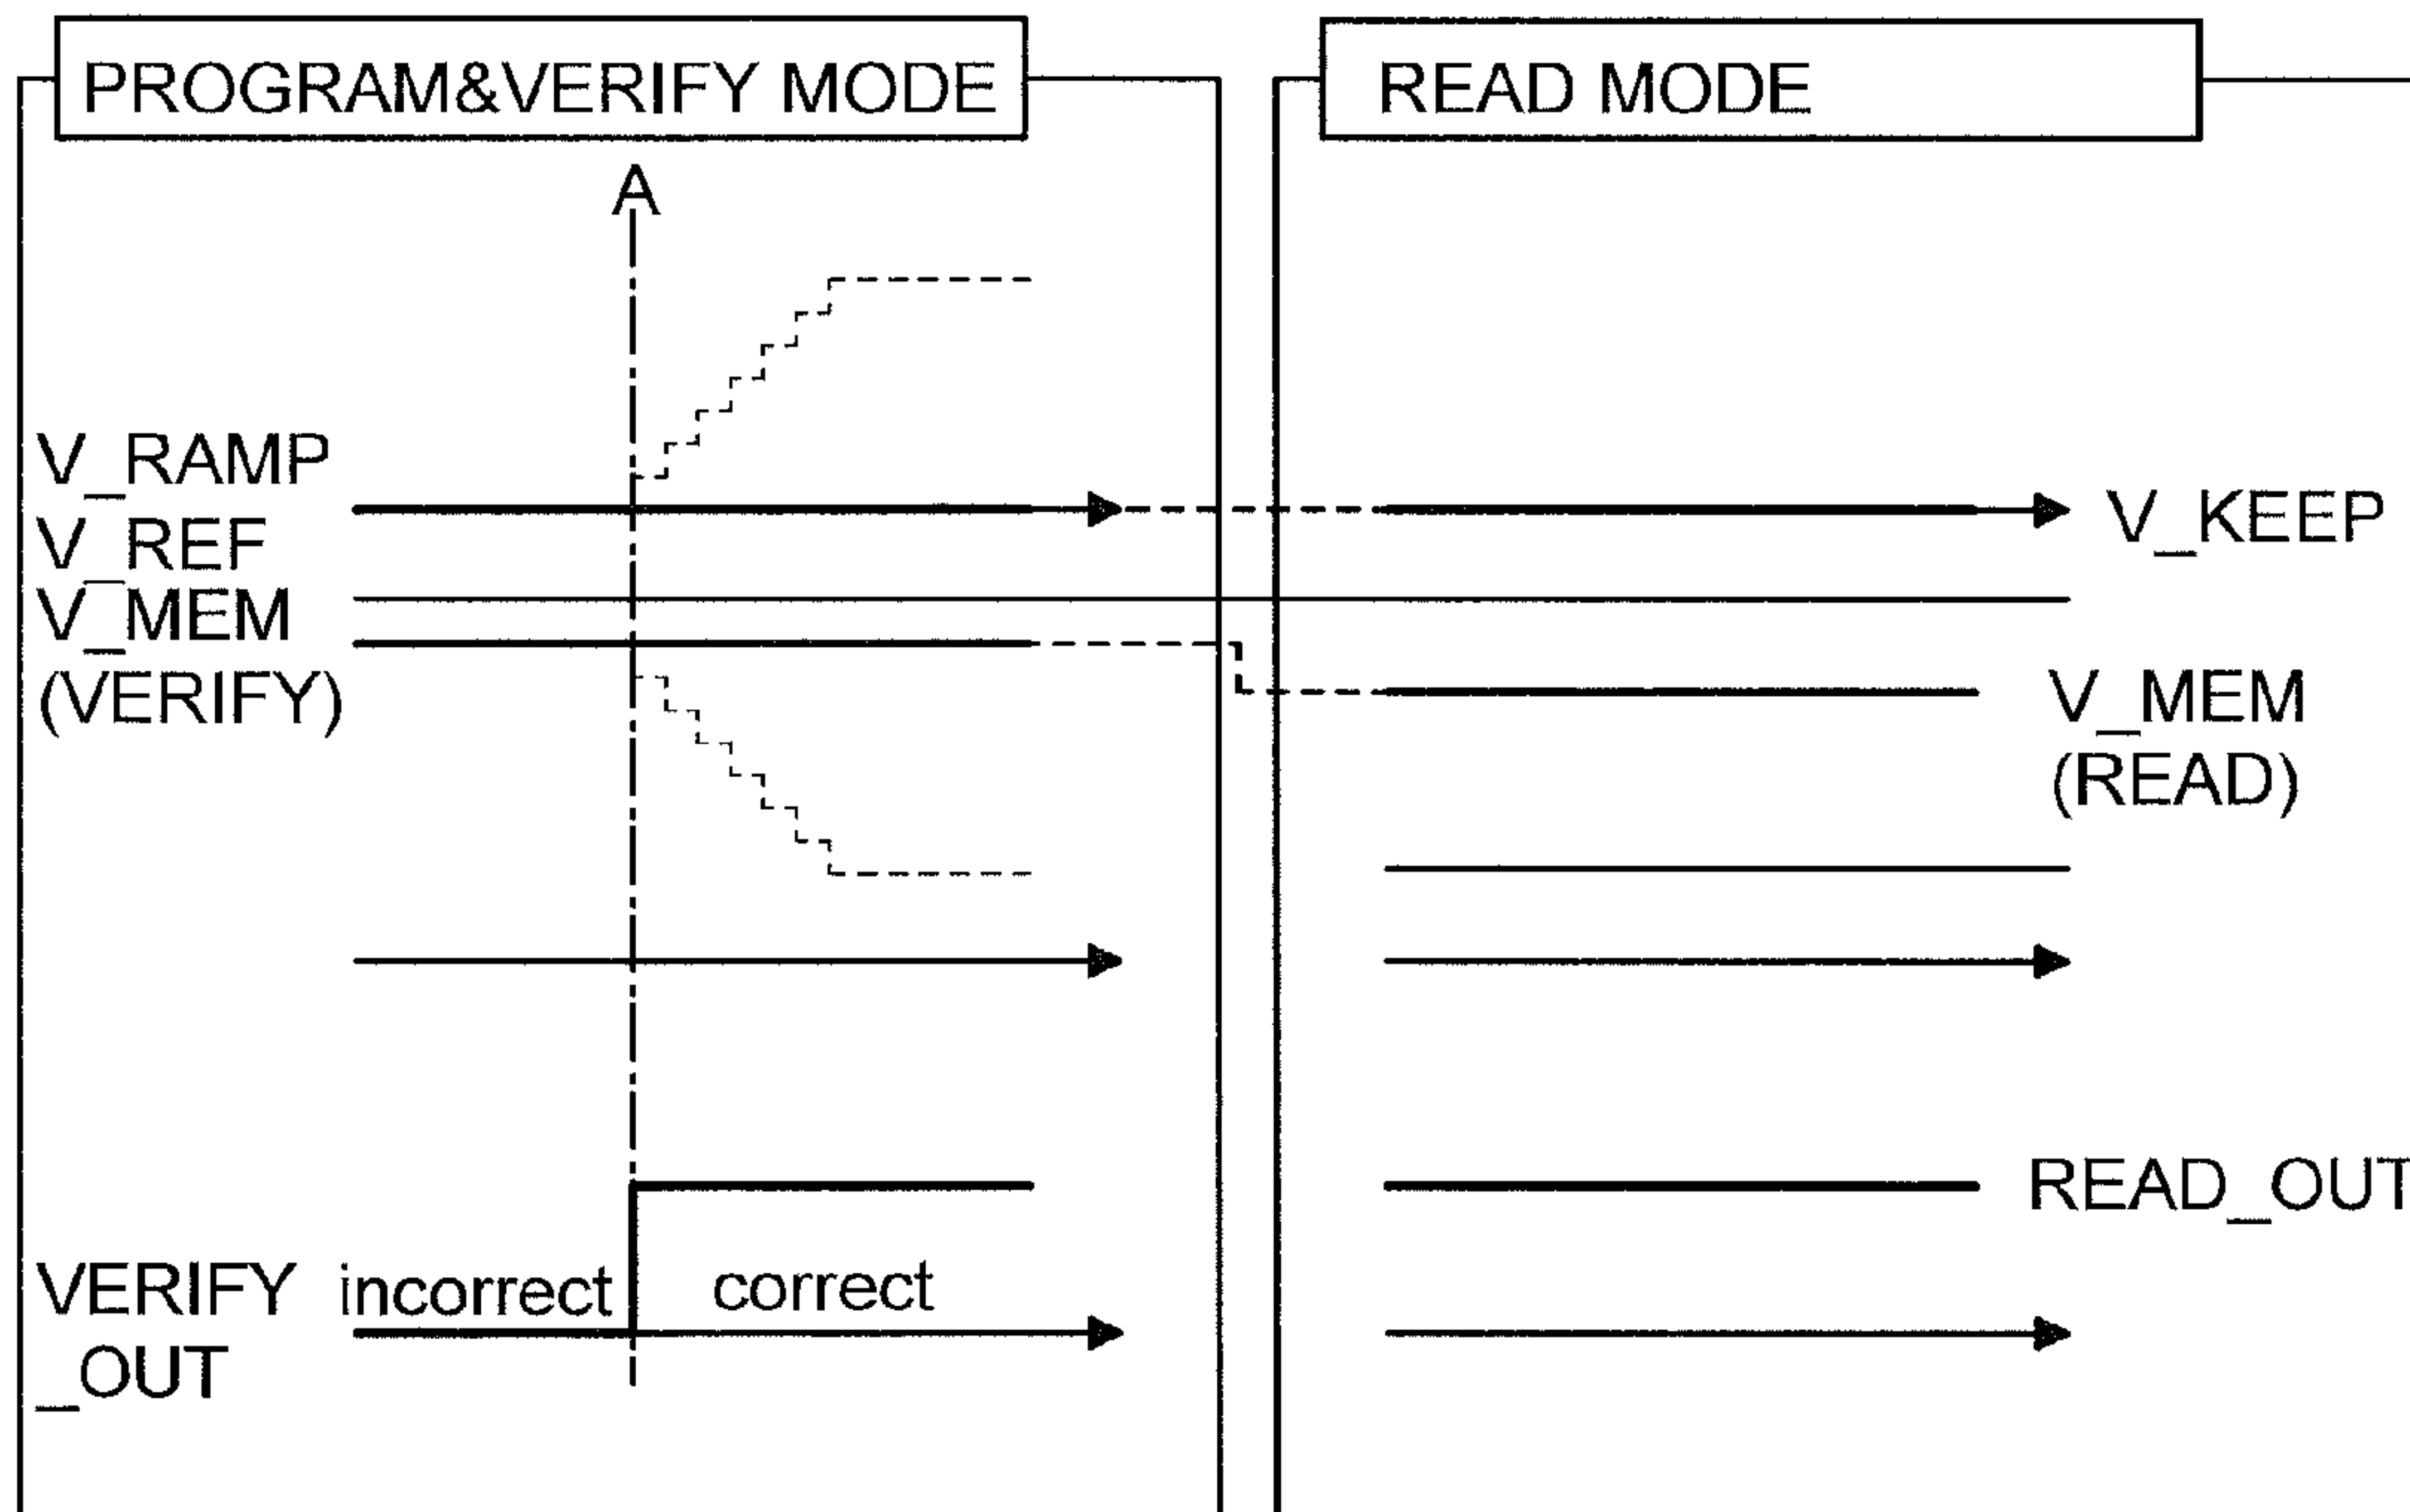 PROGRAM&VERIFY MODE
READ MODE
A
V_RAMP
V_REF
V_MEM
(VERIFY)
V_KEEP
V_MEM
(READ)
READ_OUT
VERIFY incorrect correct
_OUT